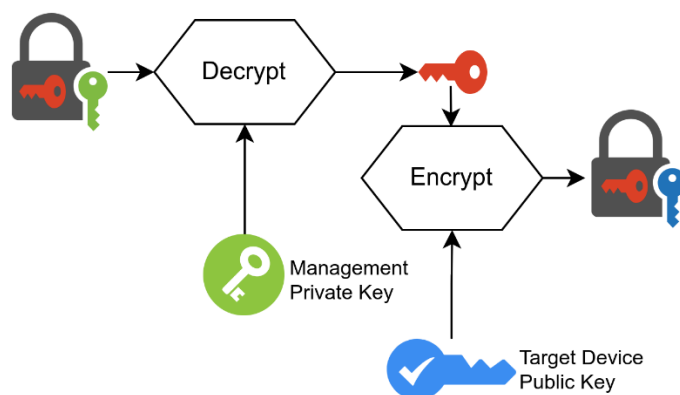 Decrypt
Encrypt
Management
Private Key
Target Device
Public Key